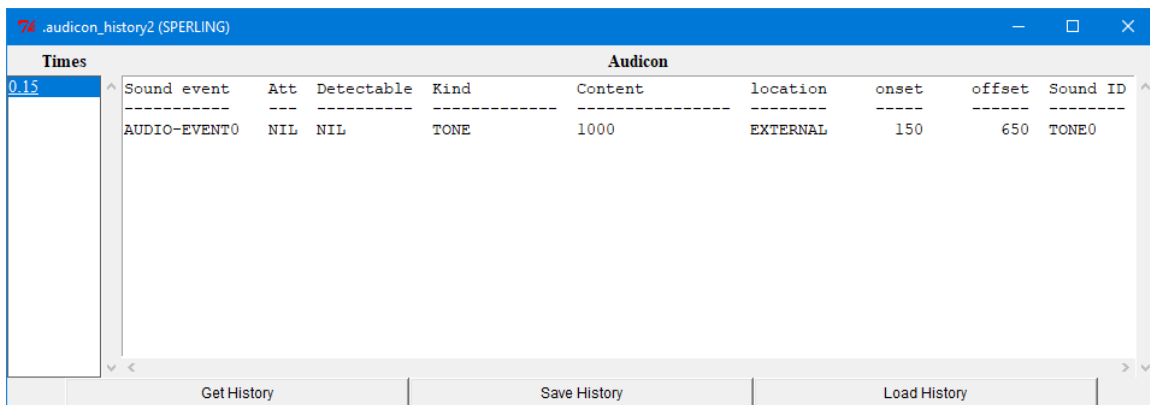 .audicon_history2 (SPERLING)
Times Audicon
0.15
Sound event Att Detectable Kind Content location onset offset Sound ID
----------- --- ---------- ------------- ---------------- -------- ----- ------ --------
AUDIO-EVENT0 NIL NIL TONE 1000 EXTERNAL 150 650 TONE0
Get History Save History Load History